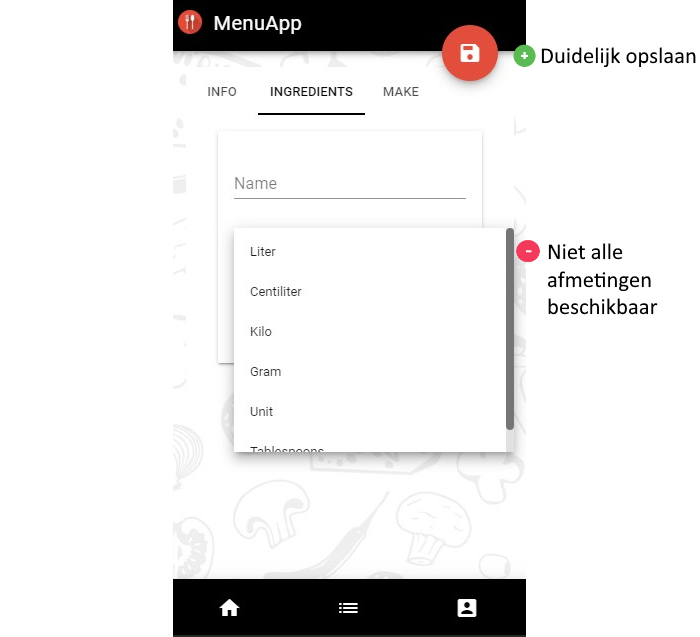 MenuApp
+ Duidelijk opslaan
INFO INGREDIENTS MAKE
Name
Liter
- Niet alle
afmetingen
beschikbaar
Centiliter
Kilo
Gram
Unit
Tablespoons